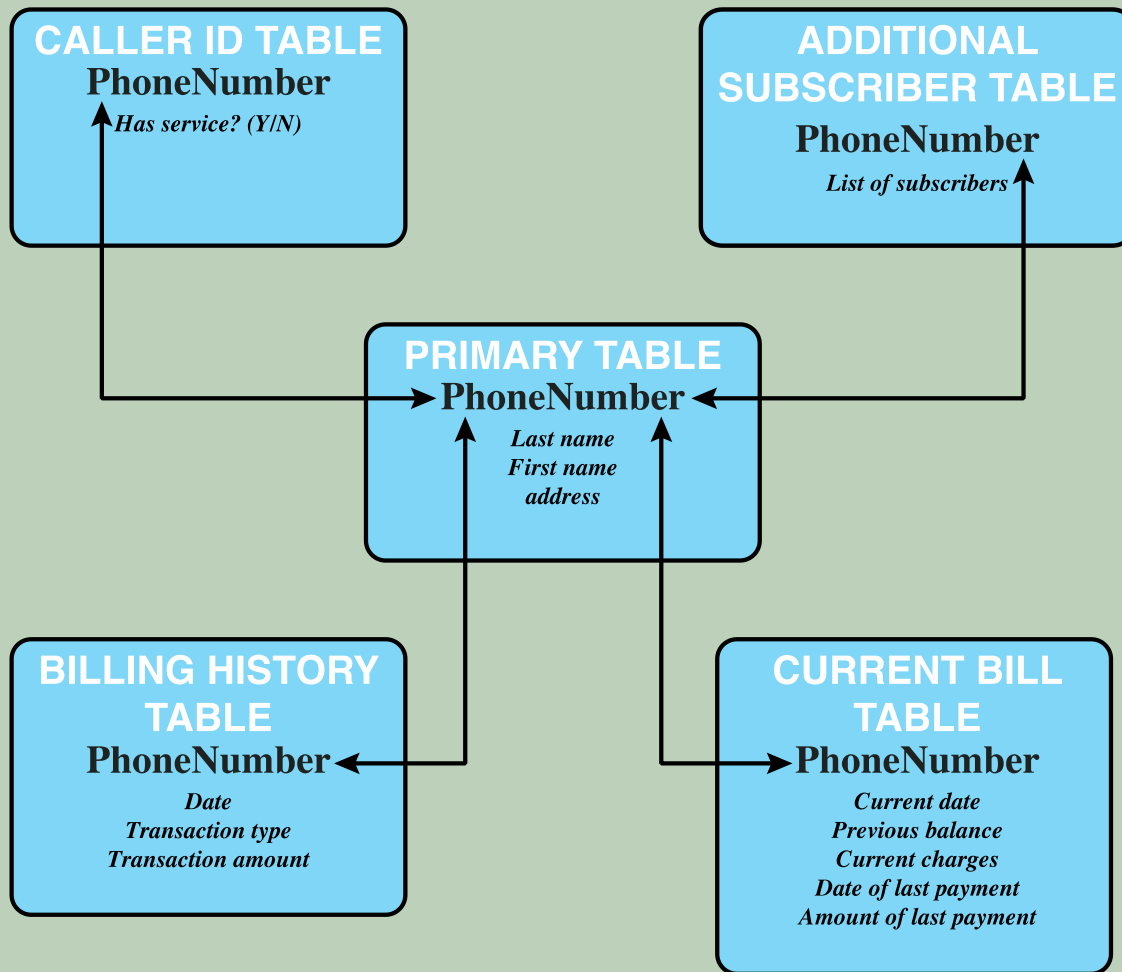 CALLER ID TABLE
PhoneNumber
Has service? (Y/N)
ADDITIONAL
SUBSCRIBER TABLE
PhoneNumber
List of subscribers
PRIMARY TABLE
PhoneNumber
Last name
First name
address
BILLING HISTORY
TABLE
PhoneNumber
Date
Transaction type
Transaction amount
CURRENT BILL
TABLE
PhoneNumber
Current date
Previous balance
Current charges
Date of last payment
Amount of last payment